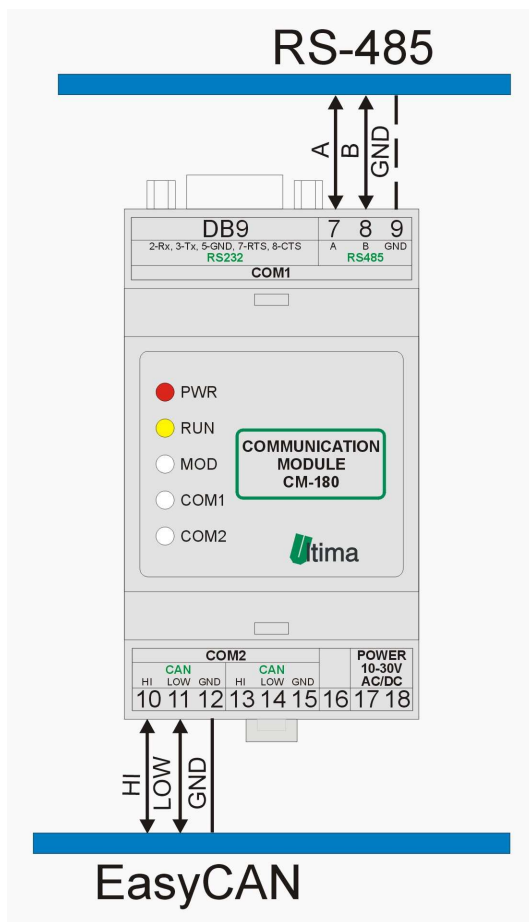 RS-485
A B GND
DB9 7 8 9
2-Rx, 3-Tx, 5-GND, 7-RTS, 8-CTS A B GND
RS232 RS485
COM1
PWR
RUN
MOD
COM1
COM2
COMMUNICATION
MODULE
CM-180
Ultima
COM2 POWER
CAN CAN 10-30V
HI LOW GND HI LOW GND AC/DC
10 11 12 13 14 15 16 17 18
HI LOW GND
EasyCAN